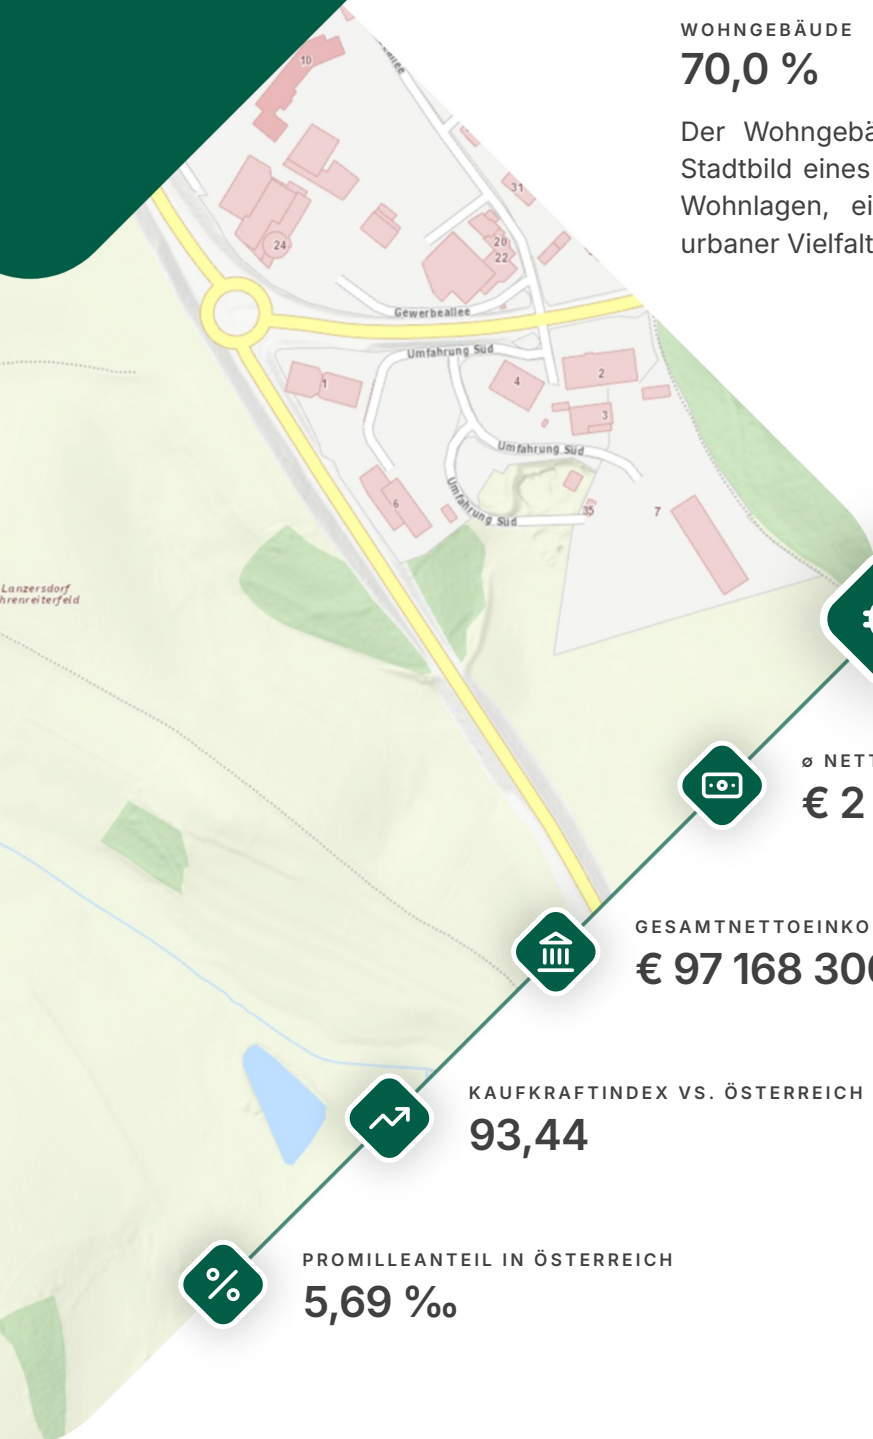 WOHNGEBÄUDE
70,0 %
Der Wohngebä
Stadtbild eines
Wohnlagen, ei
urbaner Vielfalt
10
31
24
20
22
Gewerbeallee
Umfahrung Süd
1
4
2
3
Umfahrung Süd
6
Umfahrung Süd
35
7
Lanzersdorf
hrenreiterfeld
ø NETT
€ 2
GESAMTNETTOEINKO
€ 97 168 30
KAUFKRAFTINDEX VS. ÖSTERREICH
93,44
PROMILLEANTEIL IN ÖSTERREICH
5,69 ‰